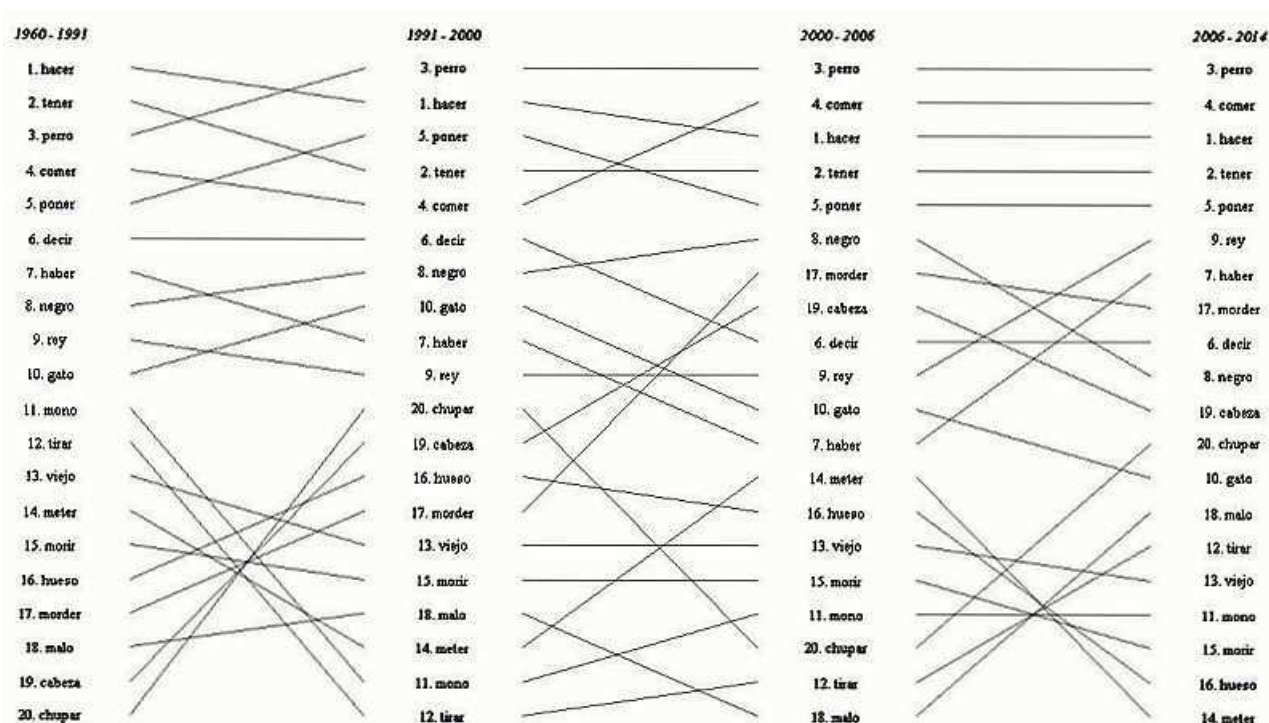 1960 - 1991 1991 - 2000 2000 - 2006 2006 - 2014
1. hacer 3. perro 3. perro 3. perro
2. tener 1. hacer 4. comer 4. comer
3. perro 5. poner 1. hacer 1. hacer
4. comer 2. tener 2. tener 2. tener
5. poner 4. comer 5. poner 5. poner
6. decir 6. decir 8. negro 9. rey
7. haber 8. negro 17. morder 7. haber
8. negro 10. gato 19. cabeza 17. morder
9. rey 7. haber 6. decir 6. decir
10. gato 9. rey 9. rey 8. negro
11. mono 20. chupar 10. gato 19. cabeza
12. tirar 19. cabeza 7. haber 20. chupar
13. viejo 16. hueso 14. meter 10. gato
14. meter 17. morder 16. hueso 18. malo
15. morir 13. viejo 13. viejo 12. tirar
16. hueso 15. morir 15. morir 13. viejo
17. morder 18. malo 11. mono 11. mono
18. malo 14. meter 20. chupar 15. morir
19. cabeza 11. mono 12. tirar 16. hueso
20. chupar 12. tirar 18. malo 14. meter